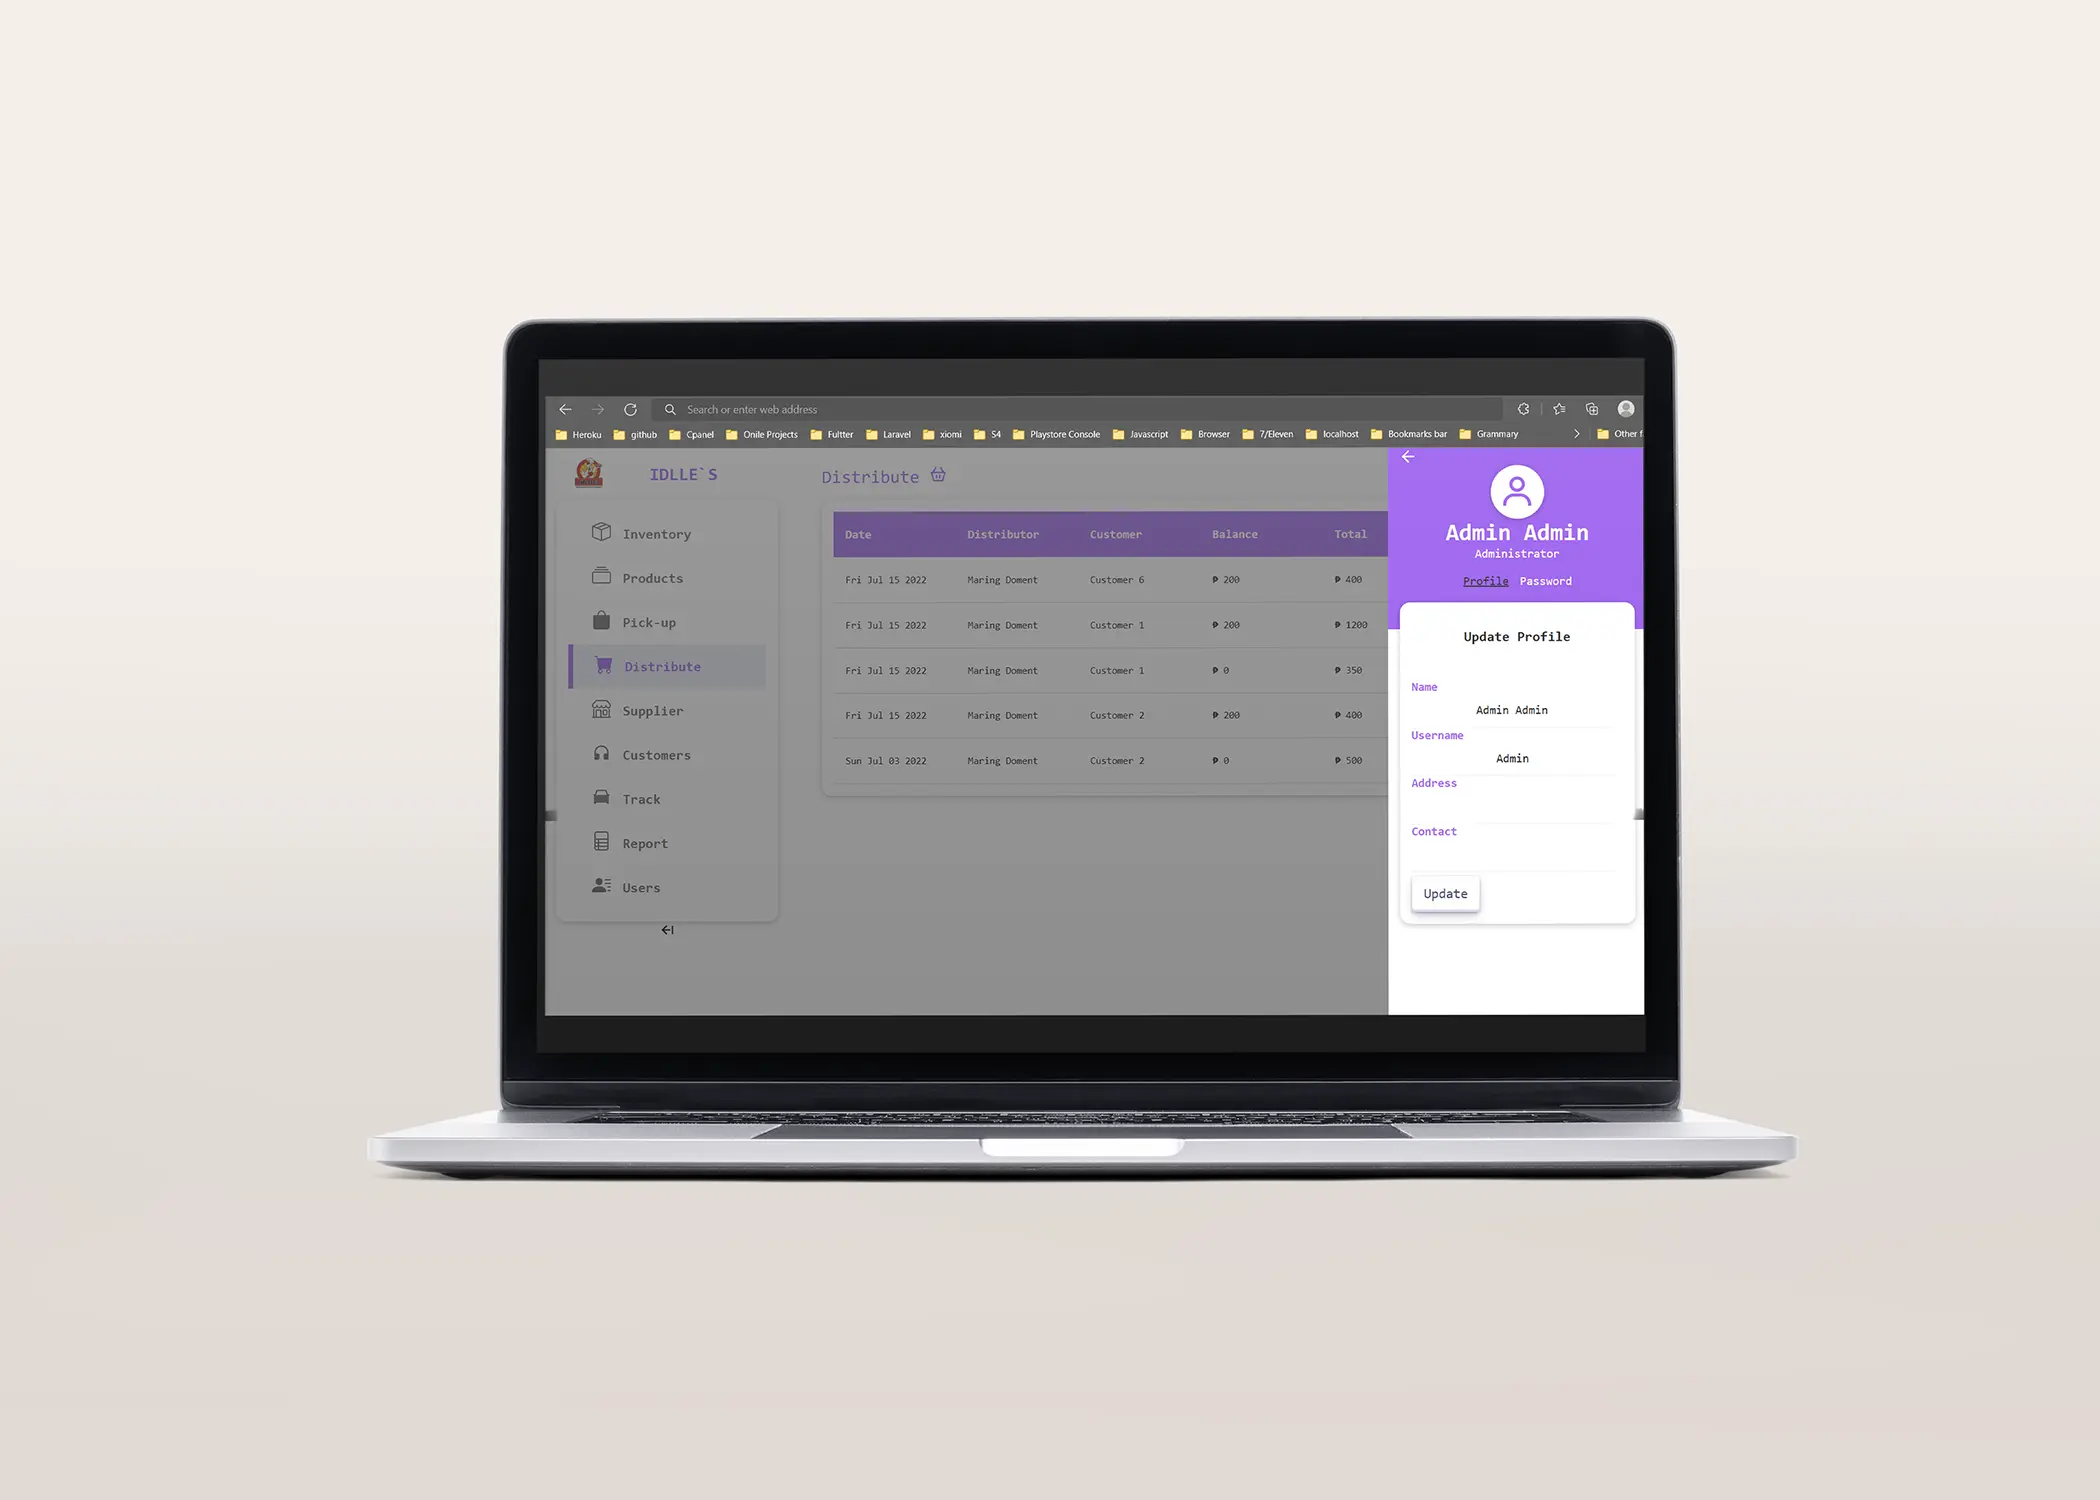 Search or enter web address
Heroku github Cpanel Onile Projects Fultter Laravel xiomi S4 Playstore Console Javascript Browser 7/Eleven localhost Bookmarks bar Grammary Other f
IDLLE`S
Inventory
Products
Pick-up
Distribute
Supplier
Customers
Track
Report
Users
Distribute
Date Distributor Customer Balance Total
Fri Jul 15 2022 Maring Doment Customer 6 ₱ 200 ₱ 400
Fri Jul 15 2022 Maring Doment Customer 1 ₱ 200 ₱ 1200
Fri Jul 15 2022 Maring Doment Customer 1 ₱ 0 ₱ 350
Fri Jul 15 2022 Maring Doment Customer 2 ₱ 200 ₱ 400
Sun Jul 03 2022 Maring Doment Customer 2 ₱ 0 ₱ 500
Admin Admin
Administrator
Profile Password
Update Profile
Name
Admin Admin
Username
Admin
Address
Contact
Update